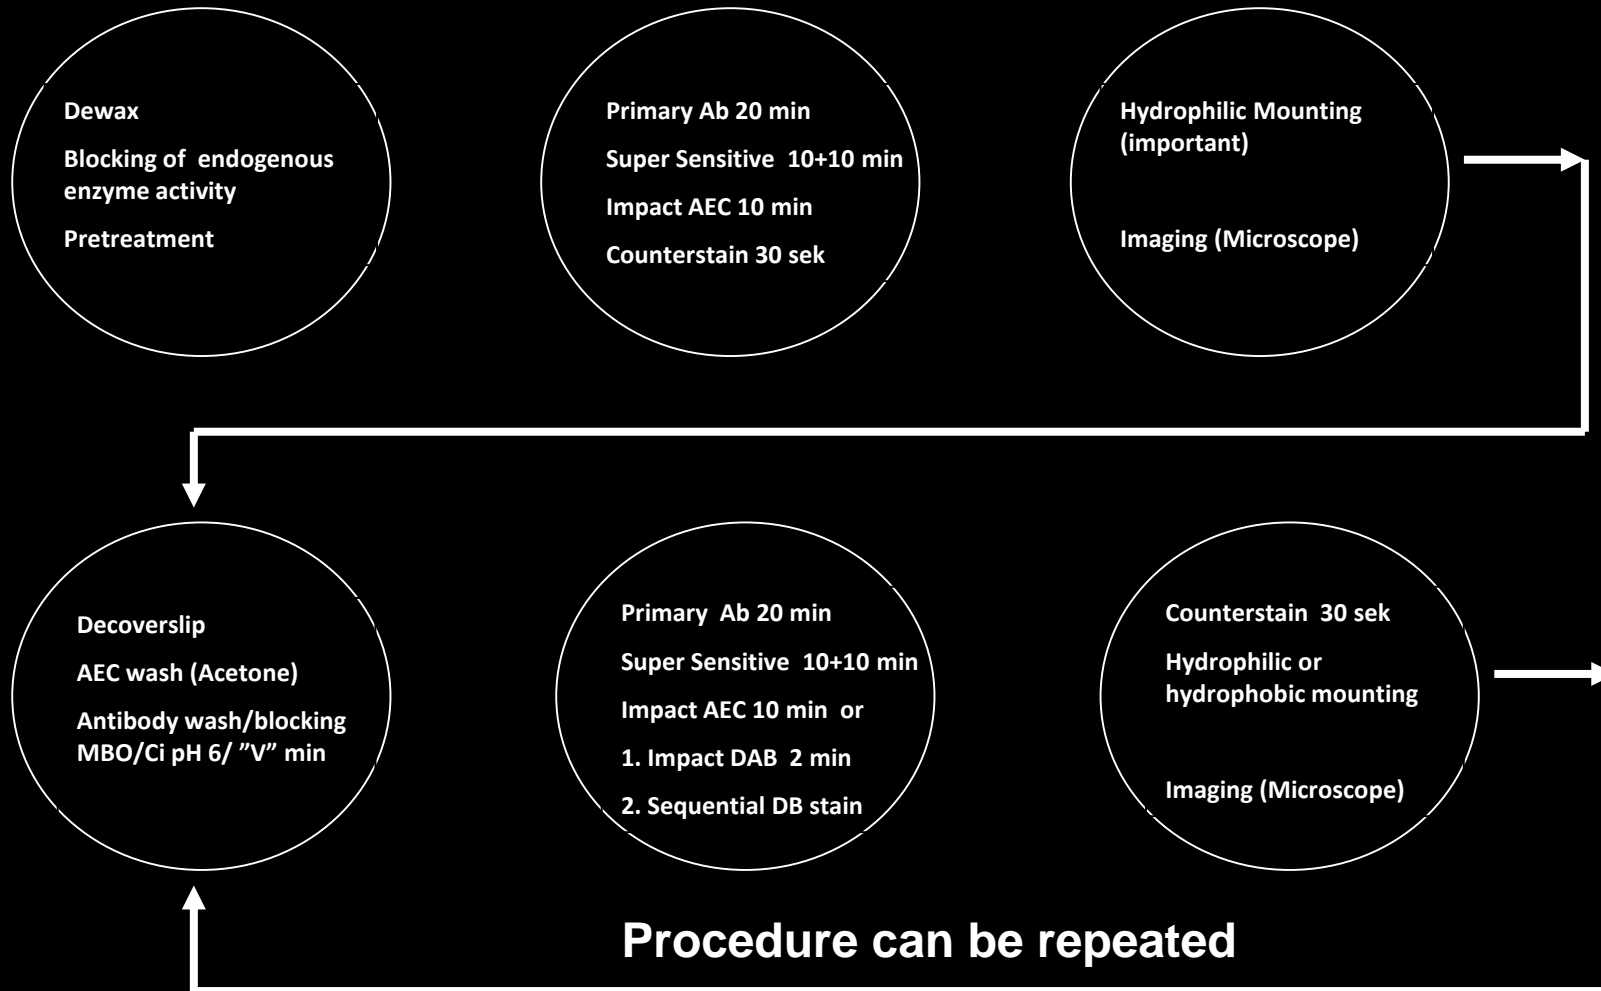 Dewax
Blocking of endogenous
enzyme activity
Pretreatment
Primary Ab 20 min
Super Sensitive 10+10 min
Impact AEC 10 min
Counterstain 30 sek
Hydrophilic Mounting
(important)
Imaging (Microscope)
Decoverslip
AEC wash (Acetone)
Antibody wash/blocking
MBO/Ci pH 6/ ”V” min
Primary Ab 20 min
Super Sensitive 10+10 min
Impact AEC 10 min or
1. Impact DAB 2 min
2. Sequential DB stain
Counterstain 30 sek
Hydrophilic or
hydrophobic mounting
Imaging (Microscope)
Procedure can be repeated